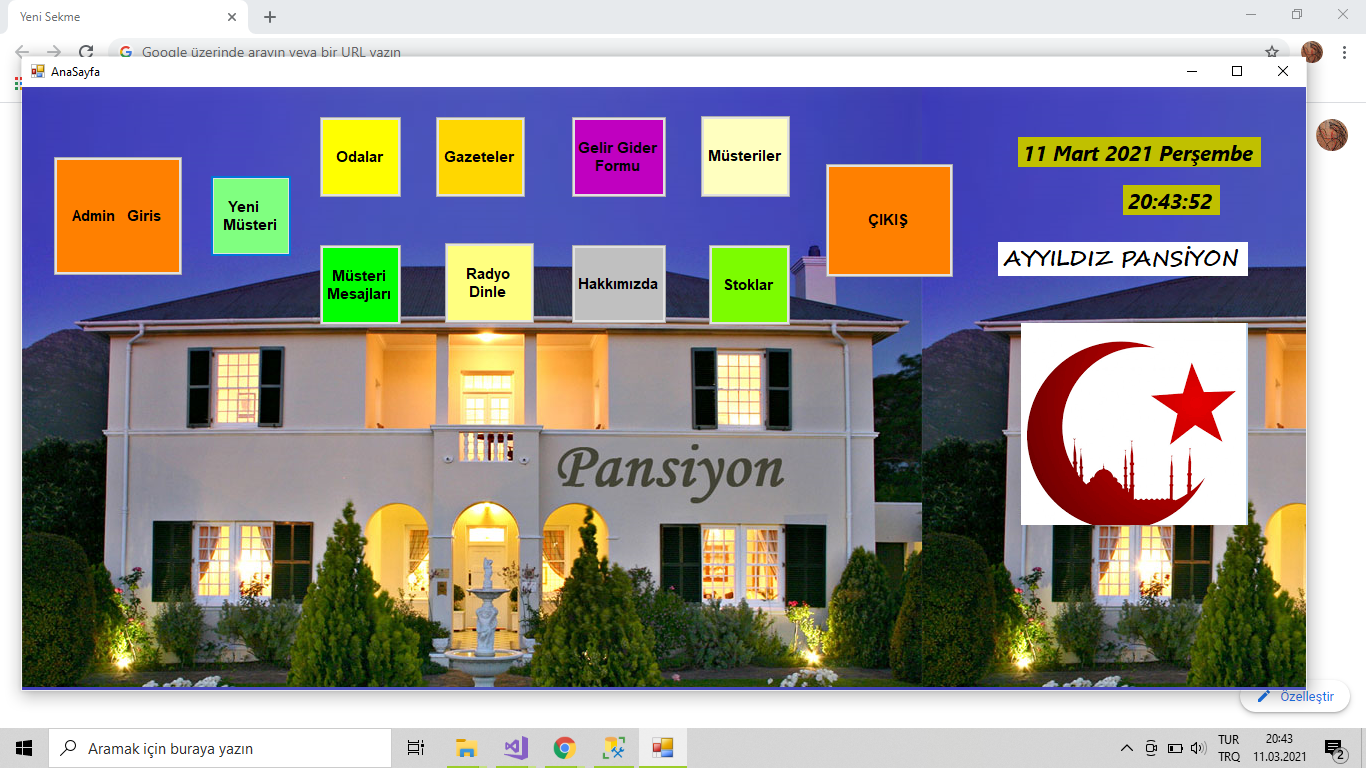 Yeni Sekme
Google üzerinde arayın veya bir URL yazın
AnaSayfa
Admin Giris
Yeni
Müsteri
Odalar
Gazeteler
Gelir Gider
Formu
Müsteriler
Müsteri
Mesajları
Radyo
Dinle
Hakkımızda
Stoklar
ÇIKIŞ
11 Mart 2021 Perşembe
20:43:52
AYYILDIZ PANSİYON
Pansiyon
Özelleştir
Aramak için buraya yazın
TUR
TRQ
20:43
11.03.2021
2